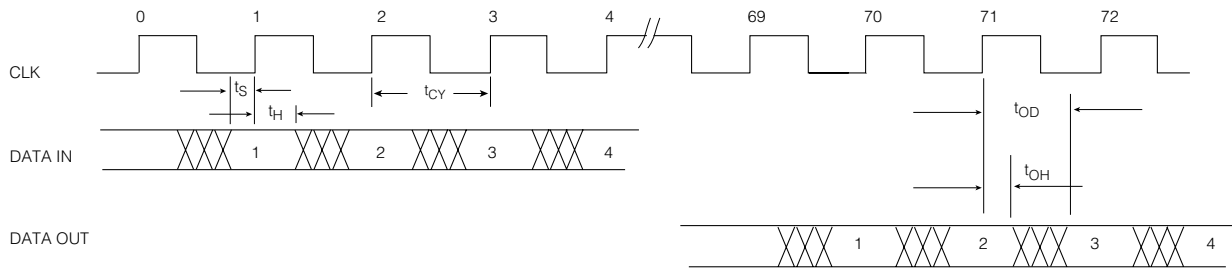 0 1 2 3 4 69 70 71 72
CLK
tS tCY tOD
tH
DATA IN 1 2 3 4
tOH
DATA OUT 1 2 3 4